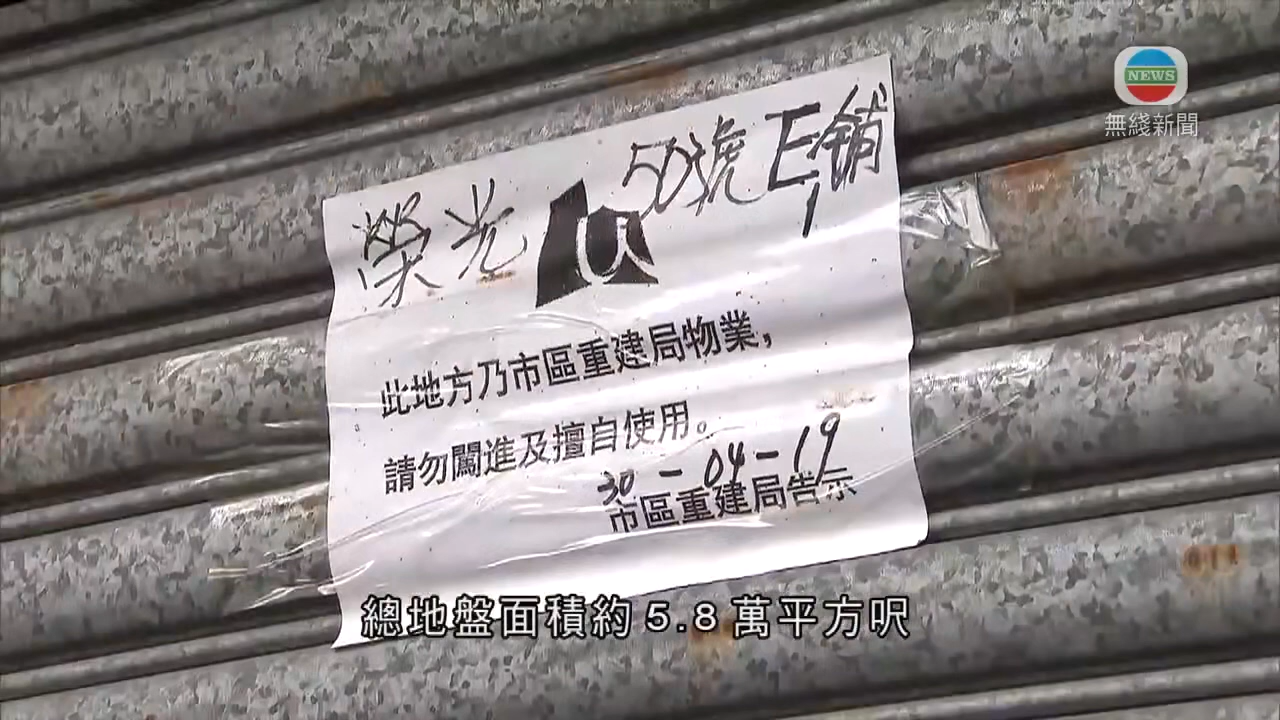 NEWS
無綫新聞
榮光 50號 E1舖
此地方乃市區重建局物業,
請勿闖進及擅自使用。
30-04-19
市區重建局告示
總地盤面積約 5.8 萬平方呎